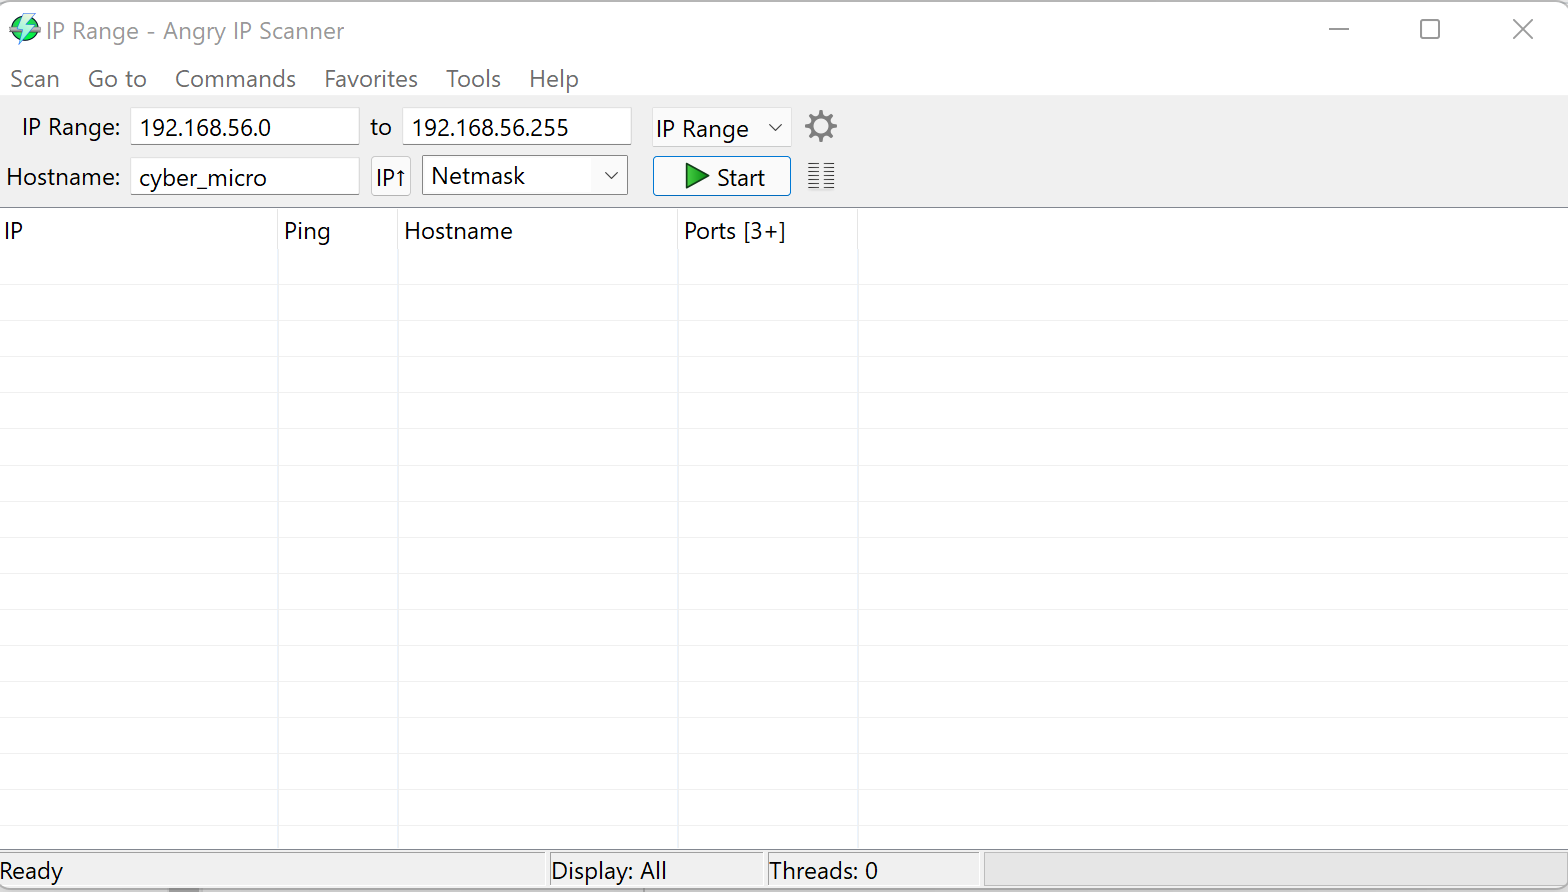 IP Range - Angry IP Scanner
Scan Go to Commands Favorites Tools Help
IP Range: 192.168.56.0 to 192.168.56.255 IP Range
Hostname: cyber_micro IP↑ Netmask Start
IP Ping Hostname Ports [3+]
Ready Display: All Threads: 0